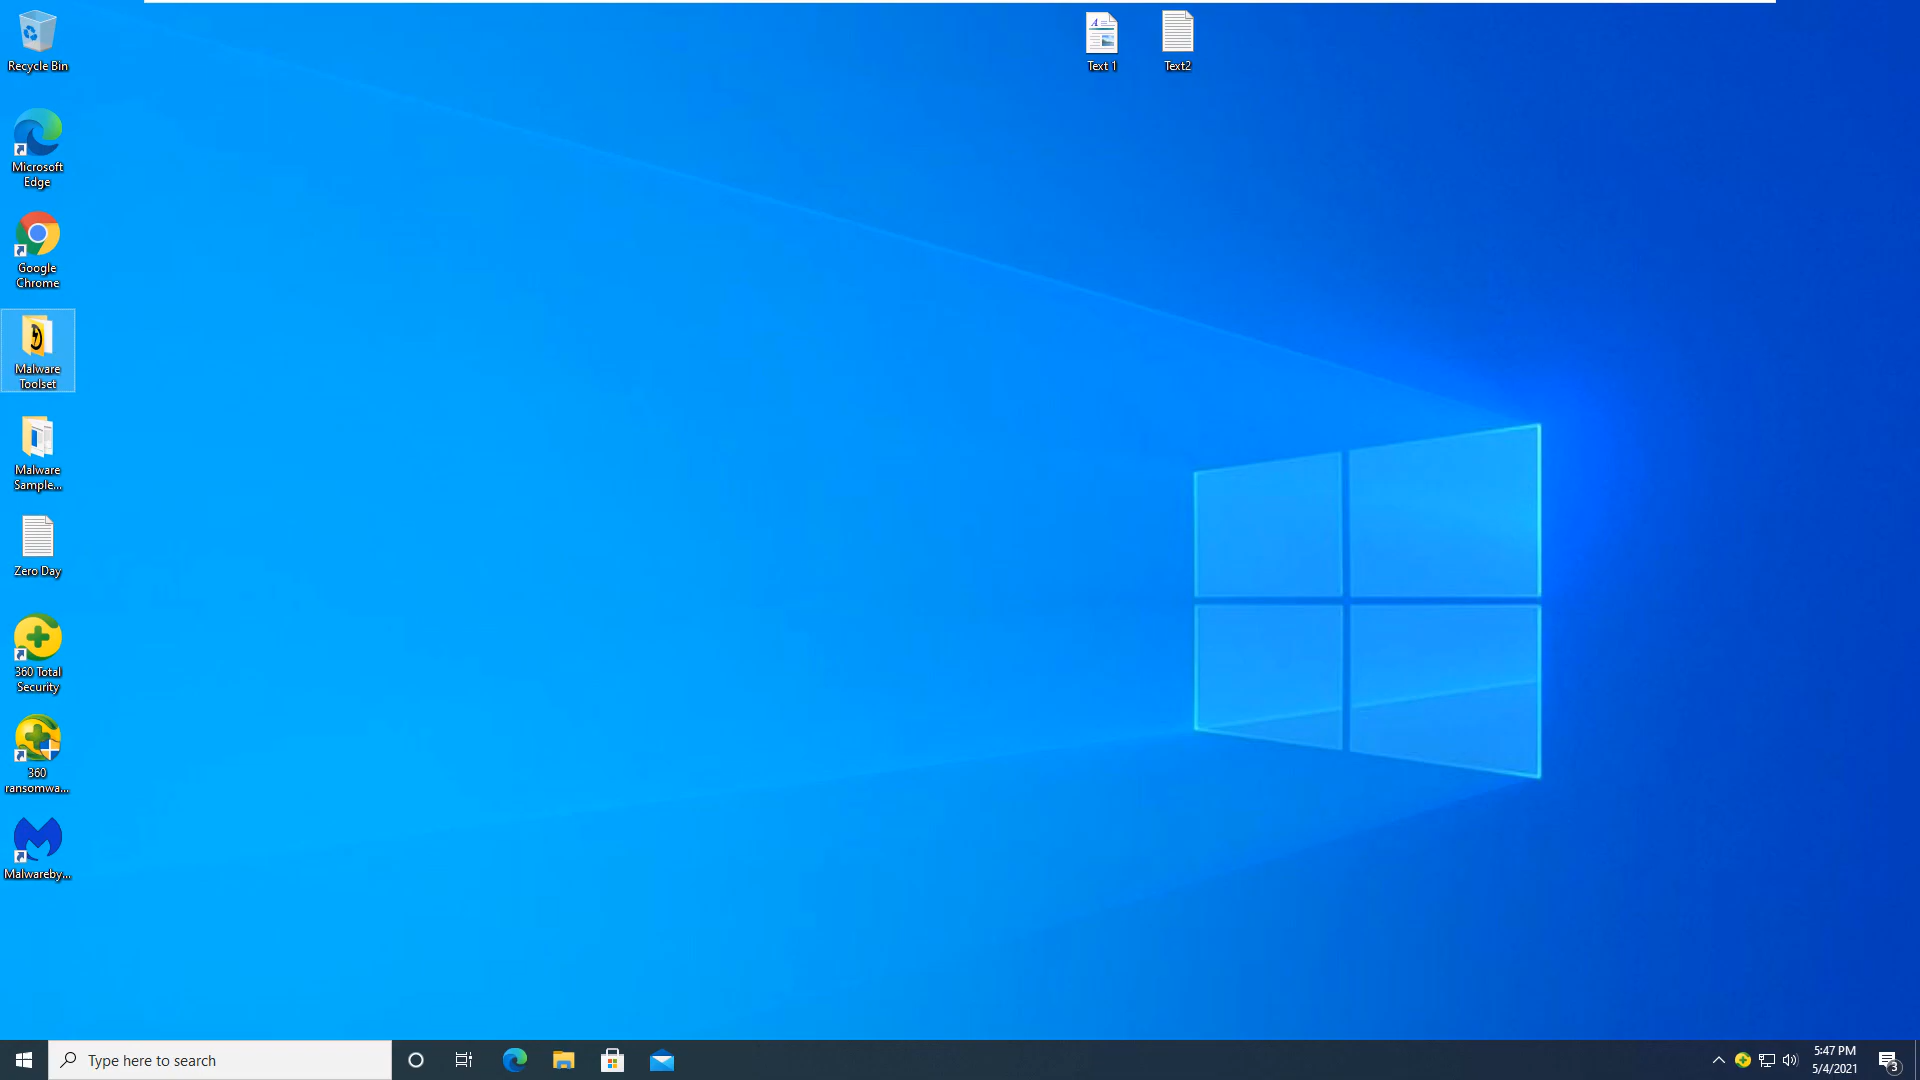 Recycle Bin
Text 1
Text2
Microsoft
Edge
Google
Chrome
Malware
Toolset
Malware
Sample...
Zero Day
360 Total
Security
360
ransomwa...
Malwareby...
Type here to search
5:47 PM
5/4/2021
3